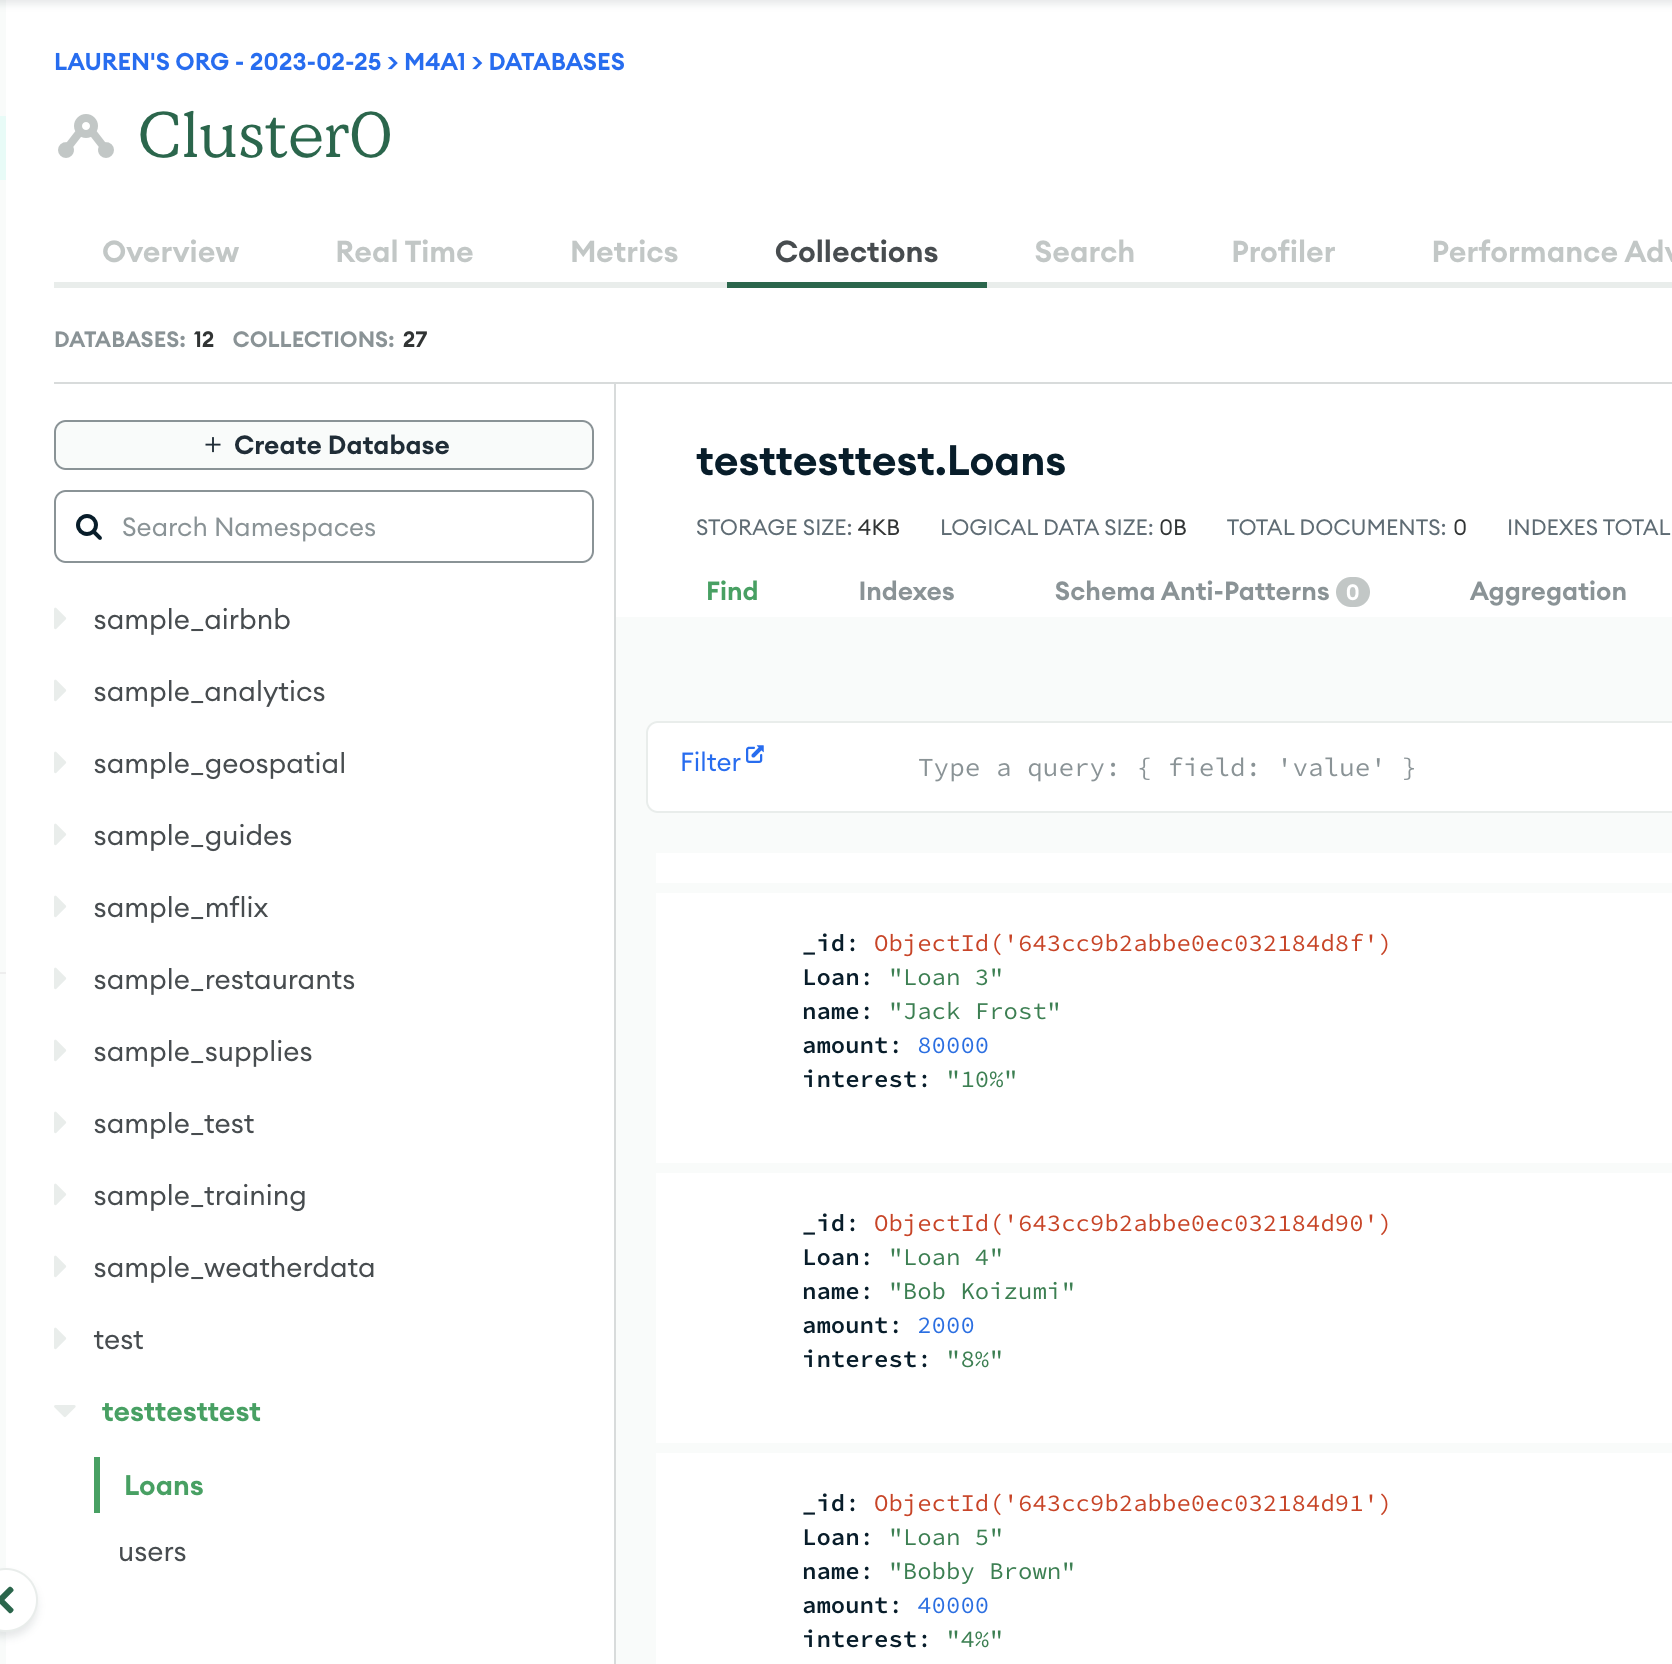 LAUREN'S ORG - 2023-02-25 > M4A1 > DATABASES
Cluster0
Overview Real Time Metrics Collections Search Profiler Performance Adv
DATABASES: 12 COLLECTIONS: 27
+ Create Database
Search Namespaces
sample_airbnb
sample_analytics
sample_geospatial
sample_guides
sample_mflix
sample_restaurants
sample_supplies
sample_test
sample_training
sample_weatherdata
test
testtesttest
Loans
users
testtesttest.Loans
STORAGE SIZE: 4KB LOGICAL DATA SIZE: 0B TOTAL DOCUMENTS: 0 INDEXES TOTAL
Find Indexes Schema Anti-Patterns 0 Aggregation
Filter Type a query: { field: 'value' }
_id: ObjectId('643cc9b2abbe0ec032184d8f')
Loan: "Loan 3"
name: "Jack Frost"
amount: 80000
interest: "10%"
_id: ObjectId('643cc9b2abbe0ec032184d90')
Loan: "Loan 4"
name: "Bob Koizumi"
amount: 2000
interest: "8%"
_id: ObjectId('643cc9b2abbe0ec032184d91')
Loan: "Loan 5"
name: "Bobby Brown"
amount: 40000
interest: "4%"